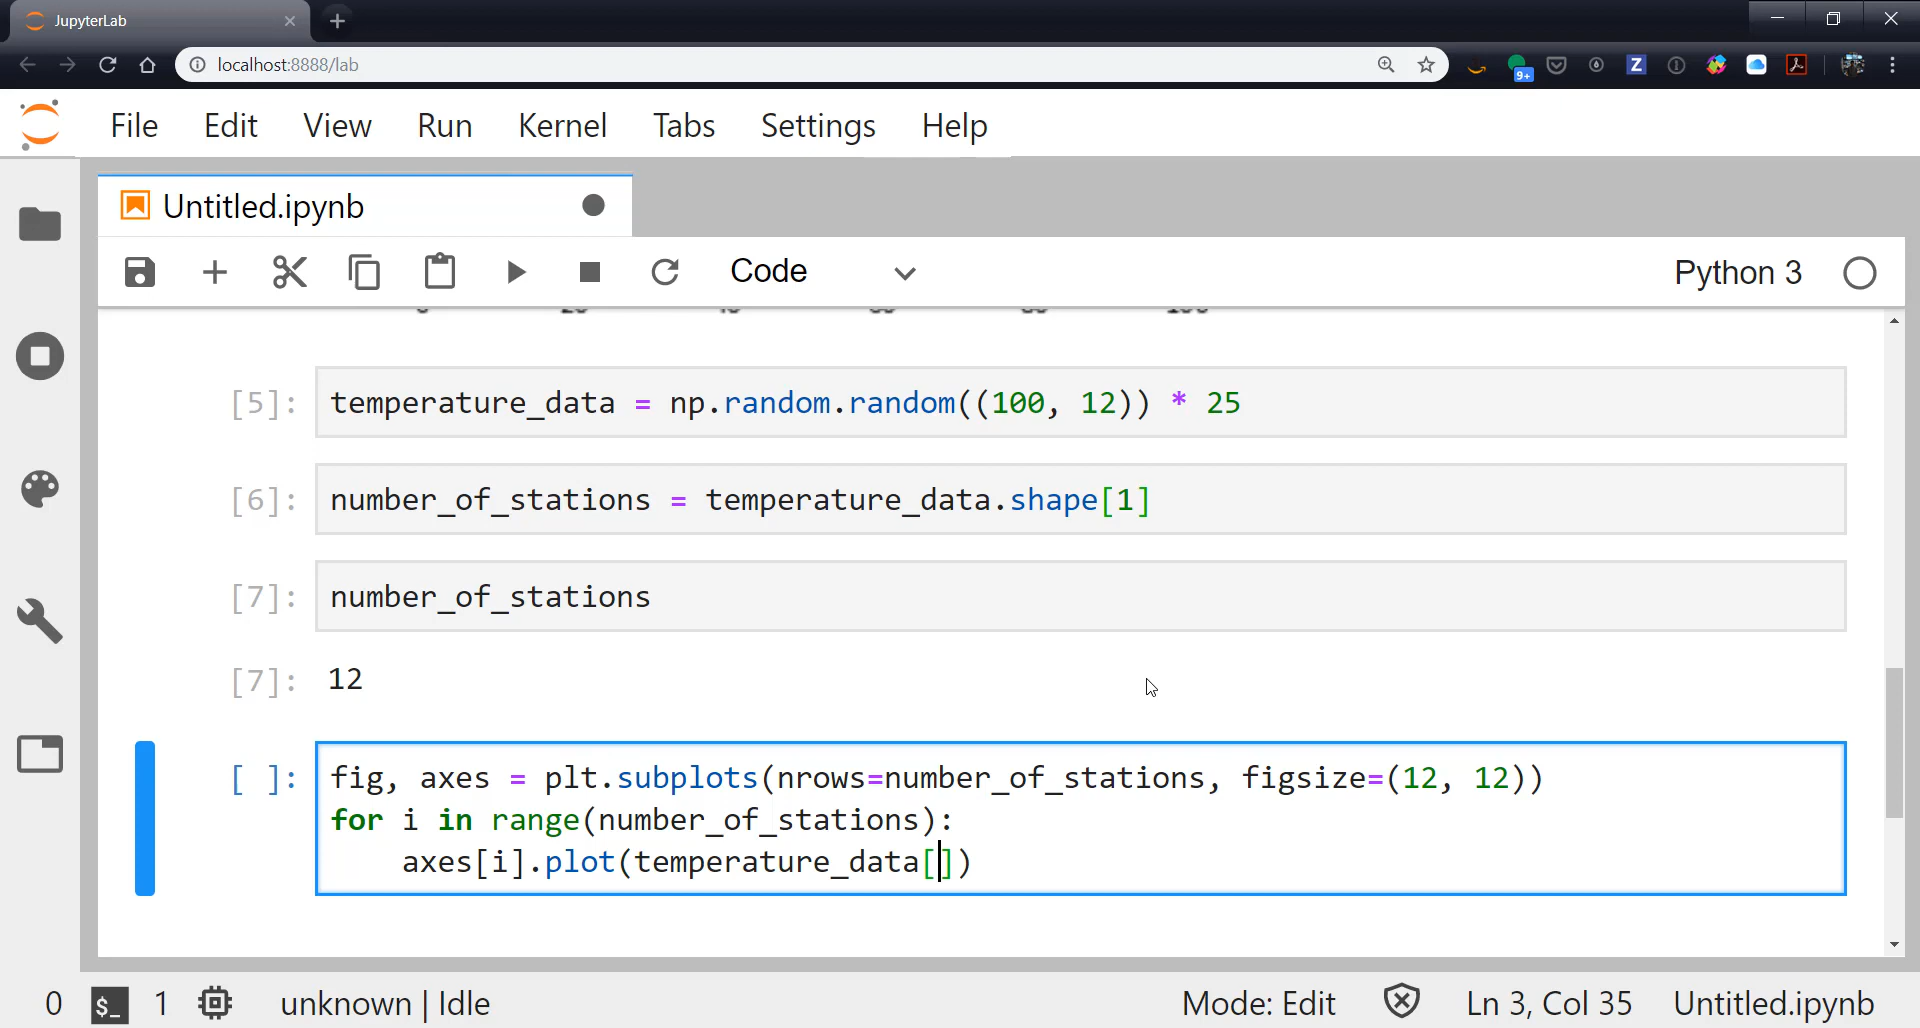 JupyterLab
localhost:8888/lab
9+
Z
File Edit View Run Kernel Tabs Settings Help
Untitled.ipynb
Code
Python 3
[5]: temperature_data = np.random.random((100, 12)) * 25
[6]: number_of_stations = temperature_data.shape[1]
[7]: number_of_stations
[7]: 12
[ ]: fig, axes = plt.subplots(nrows=number_of_stations, figsize=(12, 12))
for i in range(number_of_stations):
axes[i].plot(temperature_data[])
0 $_ 1 unknown | Idle Mode: Edit Ln 3, Col 35 Untitled.ipynb